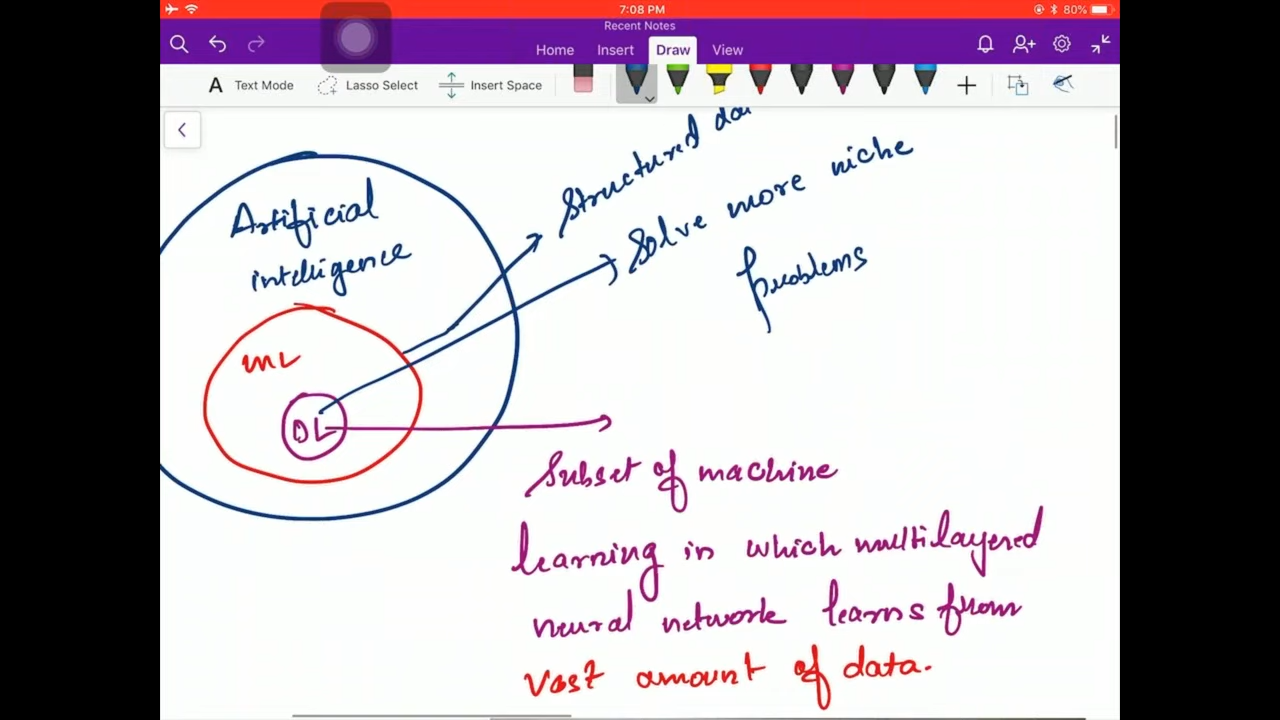 7:08 PM
80%
Recent Notes
Home Insert Draw View
A Text Mode Lasso Select Insert Space
Structured
Solve more niche
problems
Artificial
intelligence
ML
DL
Subset of machine
learning in which multilayered
neural network learns from
vast amount of data.